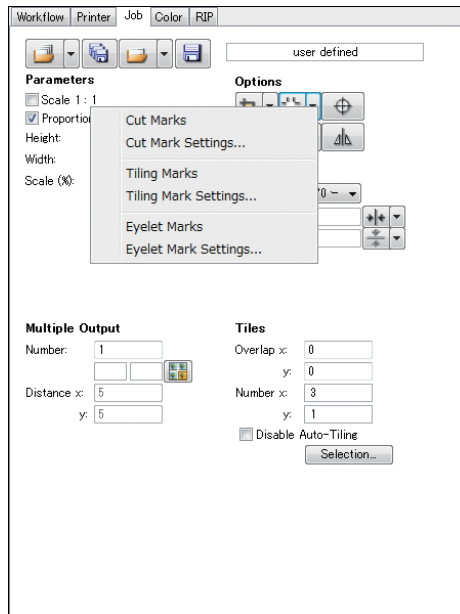 Workflow Printer Job Color RIP
user defined
Parameters Options
Scale 1 : 1
Proportion
Height:
Width:
Scale (%):
Cut Marks
Cut Mark Settings...
Tiling Marks
Tiling Mark Settings...
Eyelet Marks
Eyelet Mark Settings...
Multiple Output Tiles
Number: 1 Overlap x: 0
y: 0
Distance x: 5 Number x: 3
y: 5 y: 1
Disable Auto-Tiling
Selection...